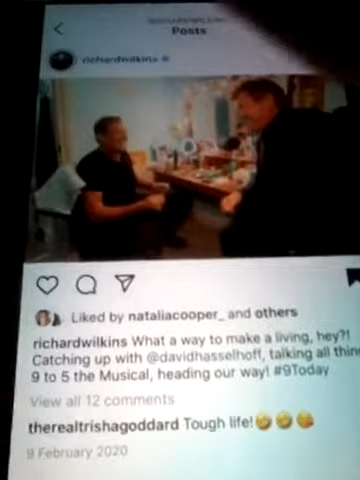 Posts
richardwilkins
Liked by nataliacooper_ and others
richardwilkins What a way to make a living, hey?!
Catching up with @davidhasselhoff, talking all thin
9 to 5 the Musical, heading our way! #9Today
View all 12 comments
therealtrishagoddard Tough life!🤣🤣😘
9 February 2020